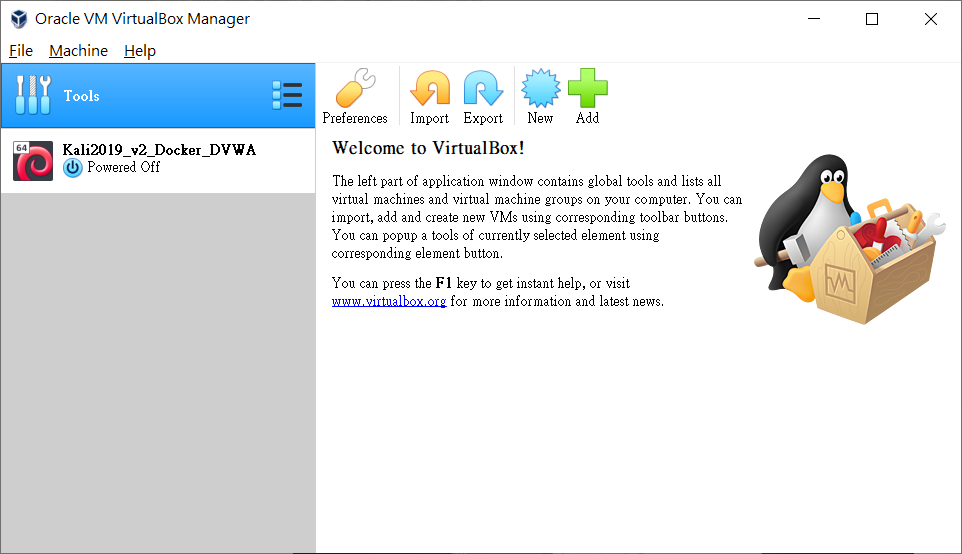 Oracle VM VirtualBox Manager
File Machine Help
Tools
Preferences Import Export New Add
64
Kali2019_v2_Docker_DVWA
Powered Off
Welcome to VirtualBox!
The left part of application window contains global tools and lists all
virtual machines and virtual machine groups on your computer. You can
import, add and create new VMs using corresponding toolbar buttons.
You can popup a tools of currently selected element using
corresponding element button.
You can press the F1 key to get instant help, or visit
www.virtualbox.org for more information and latest news.